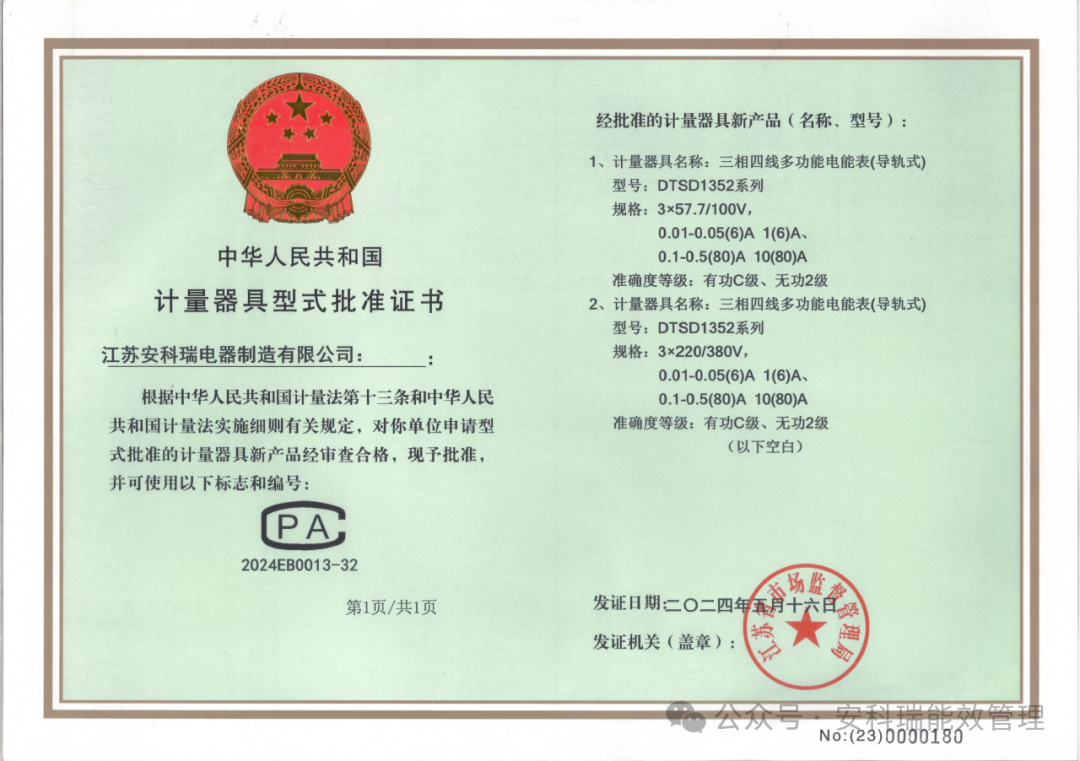 中华人民共和国
计量器具型式批准证书
江苏安科瑞电器制造有限公司： ：
根据中华人民共和国计量法第十三条和中华人民
共和国计量法实施细则有关规定，对你单位申请型
式批准的计量器具新产品经审查合格，现予批准，
并可使用以下标志和编号：
PA
2024EB0013-32
第1页/共1页
经批准的计量器具新产品（名称、型号）：
1、计量器具名称：三相四线多功能电能表(导轨式)
型号：DTSD1352系列
规格：3×57.7/100V，
0.01-0.05(6)A 1(6)A、
0.1-0.5(80)A 10(80)A
准确度等级：有功C级、无功2级
2、计量器具名称：三相四线多功能电能表(导轨式)
型号：DTSD1352系列
规格：3×220/380V，
0.01-0.05(6)A 1(6)A、
0.1-0.5(80)A 10(80)A
准确度等级：有功C级、无功2级
（以下空白）
发证日期：二〇二四年五月十六日
发证机关（盖章）：
江苏省市场监督管理局
公众号 · 安科瑞能效管理
No:(23)0000180